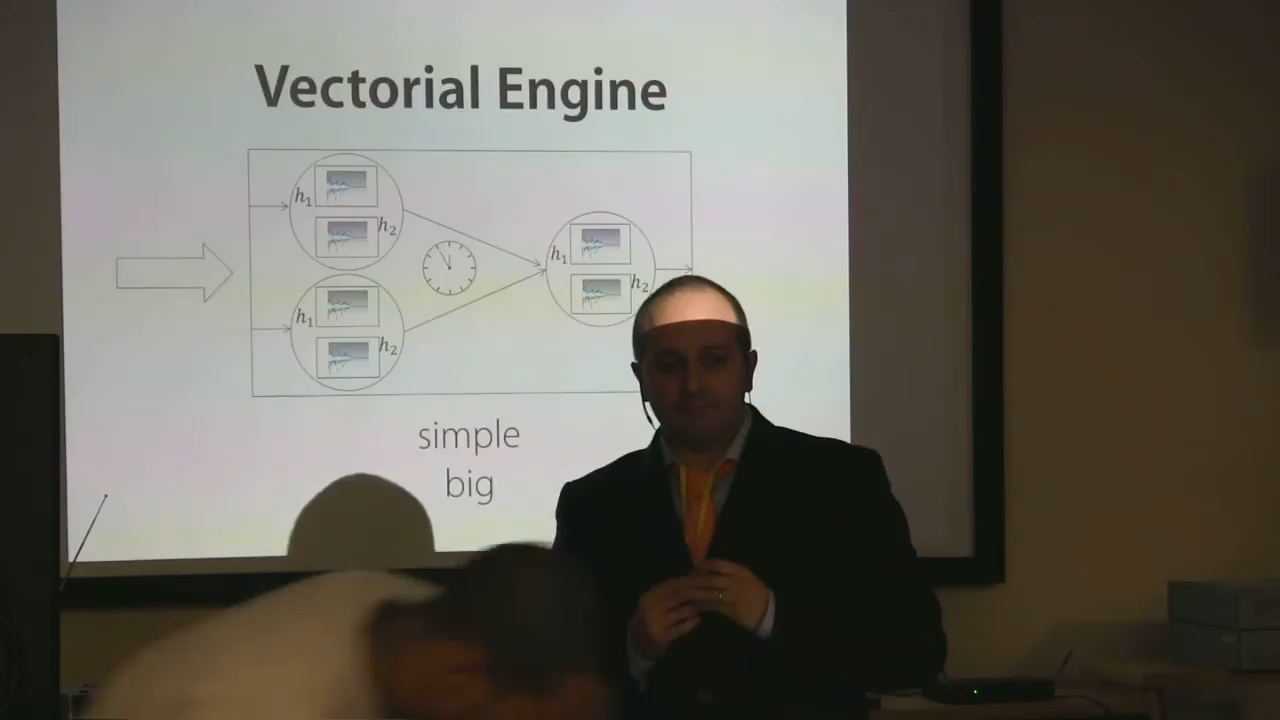 Vectorial Engine
h₁
h₂
h₁
h₂
h₁
h₂
simple
big